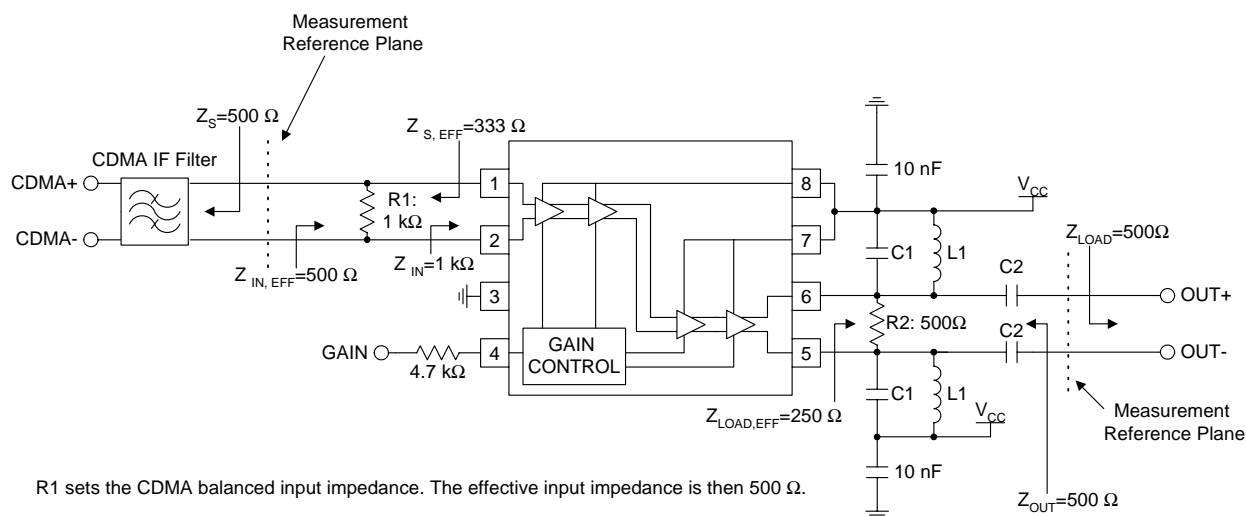 Measurement
Reference Plane
Z_S=500 Ω
Z_S, EFF=333 Ω
CDMA IF Filter
CDMA+
CDMA-
R1:
1 kΩ
Z_IN, EFF=500 Ω
Z_IN=1 kΩ
1
2
3
4
GAIN
4.7 kΩ
GAIN
CONTROL
8
7
6
5
10 nF
V_CC
C1
L1
Z_LOAD=500Ω
C2
OUT+
R2: 500Ω
C2
OUT-
C1
L1
Z_LOAD,EFF=250 Ω
V_CC
Measurement
Reference Plane
10 nF
Z_OUT=500 Ω
R1 sets the CDMA balanced input impedance. The effective input impedance is then 500 Ω.